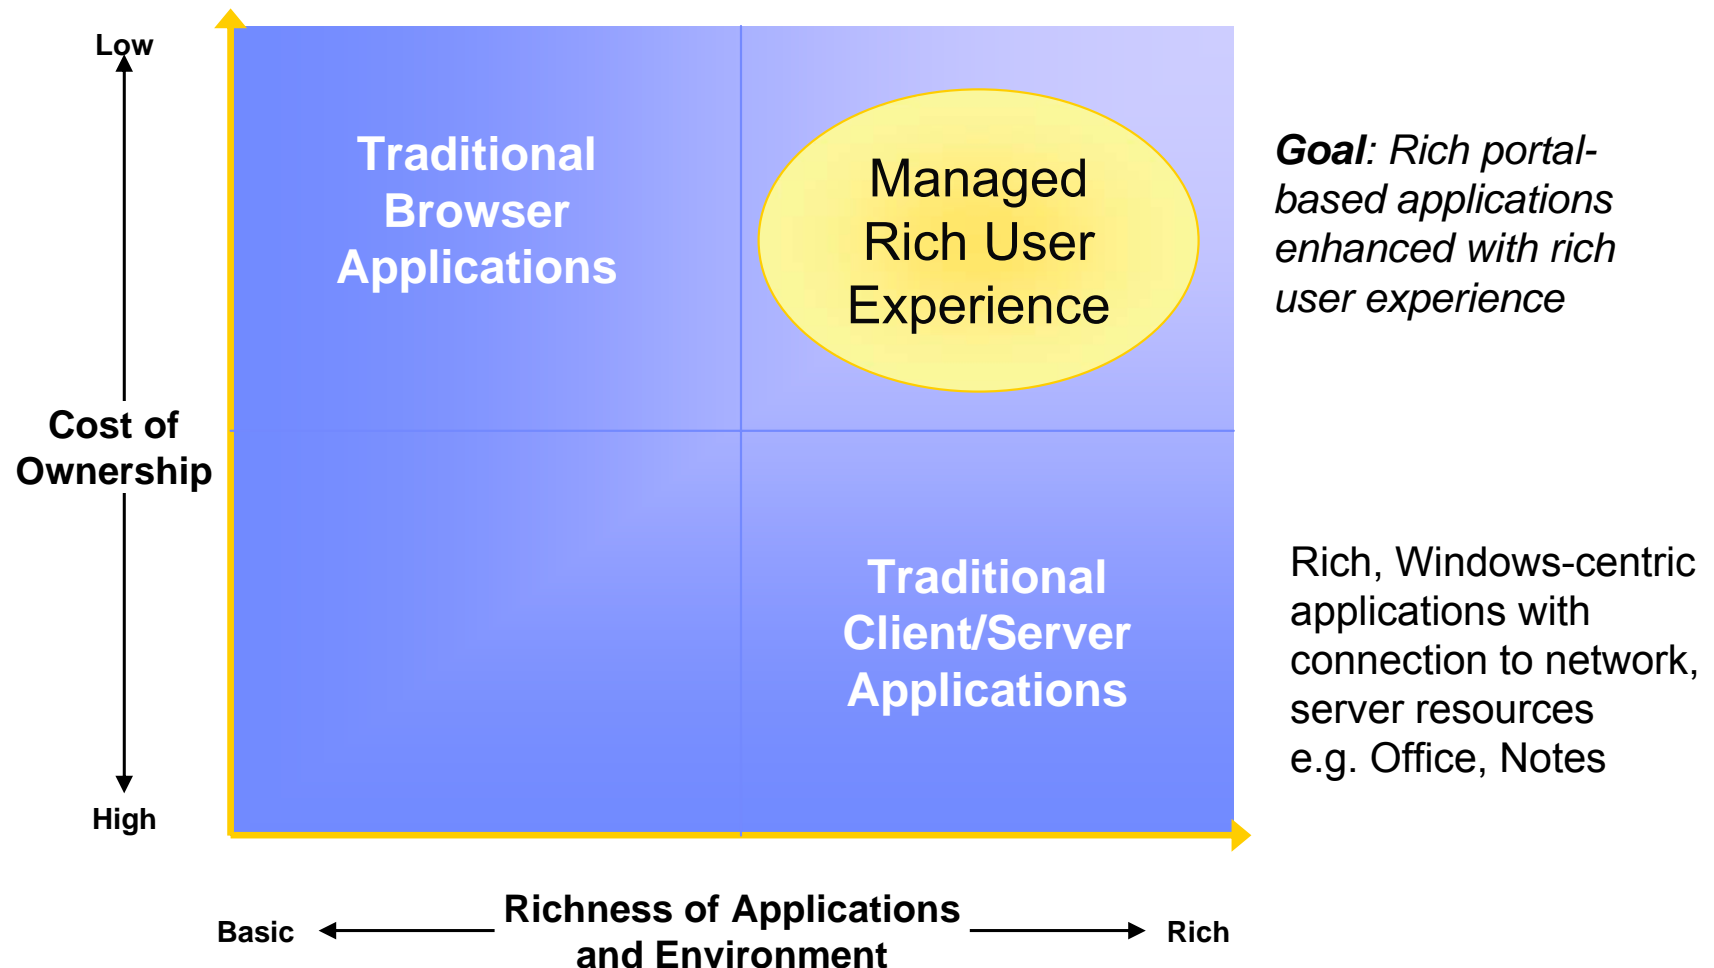 Low
Traditional
Browser
Applications
Managed
Rich User
Experience
Goal: Rich portal-
based applications
enhanced with rich
user experience
Cost of
Ownership
Traditional
Client/Server
Applications
Rich, Windows-centric
applications with
connection to network,
server resources
e.g. Office, Notes
High
Basic
Richness of Applications
and Environment
Rich